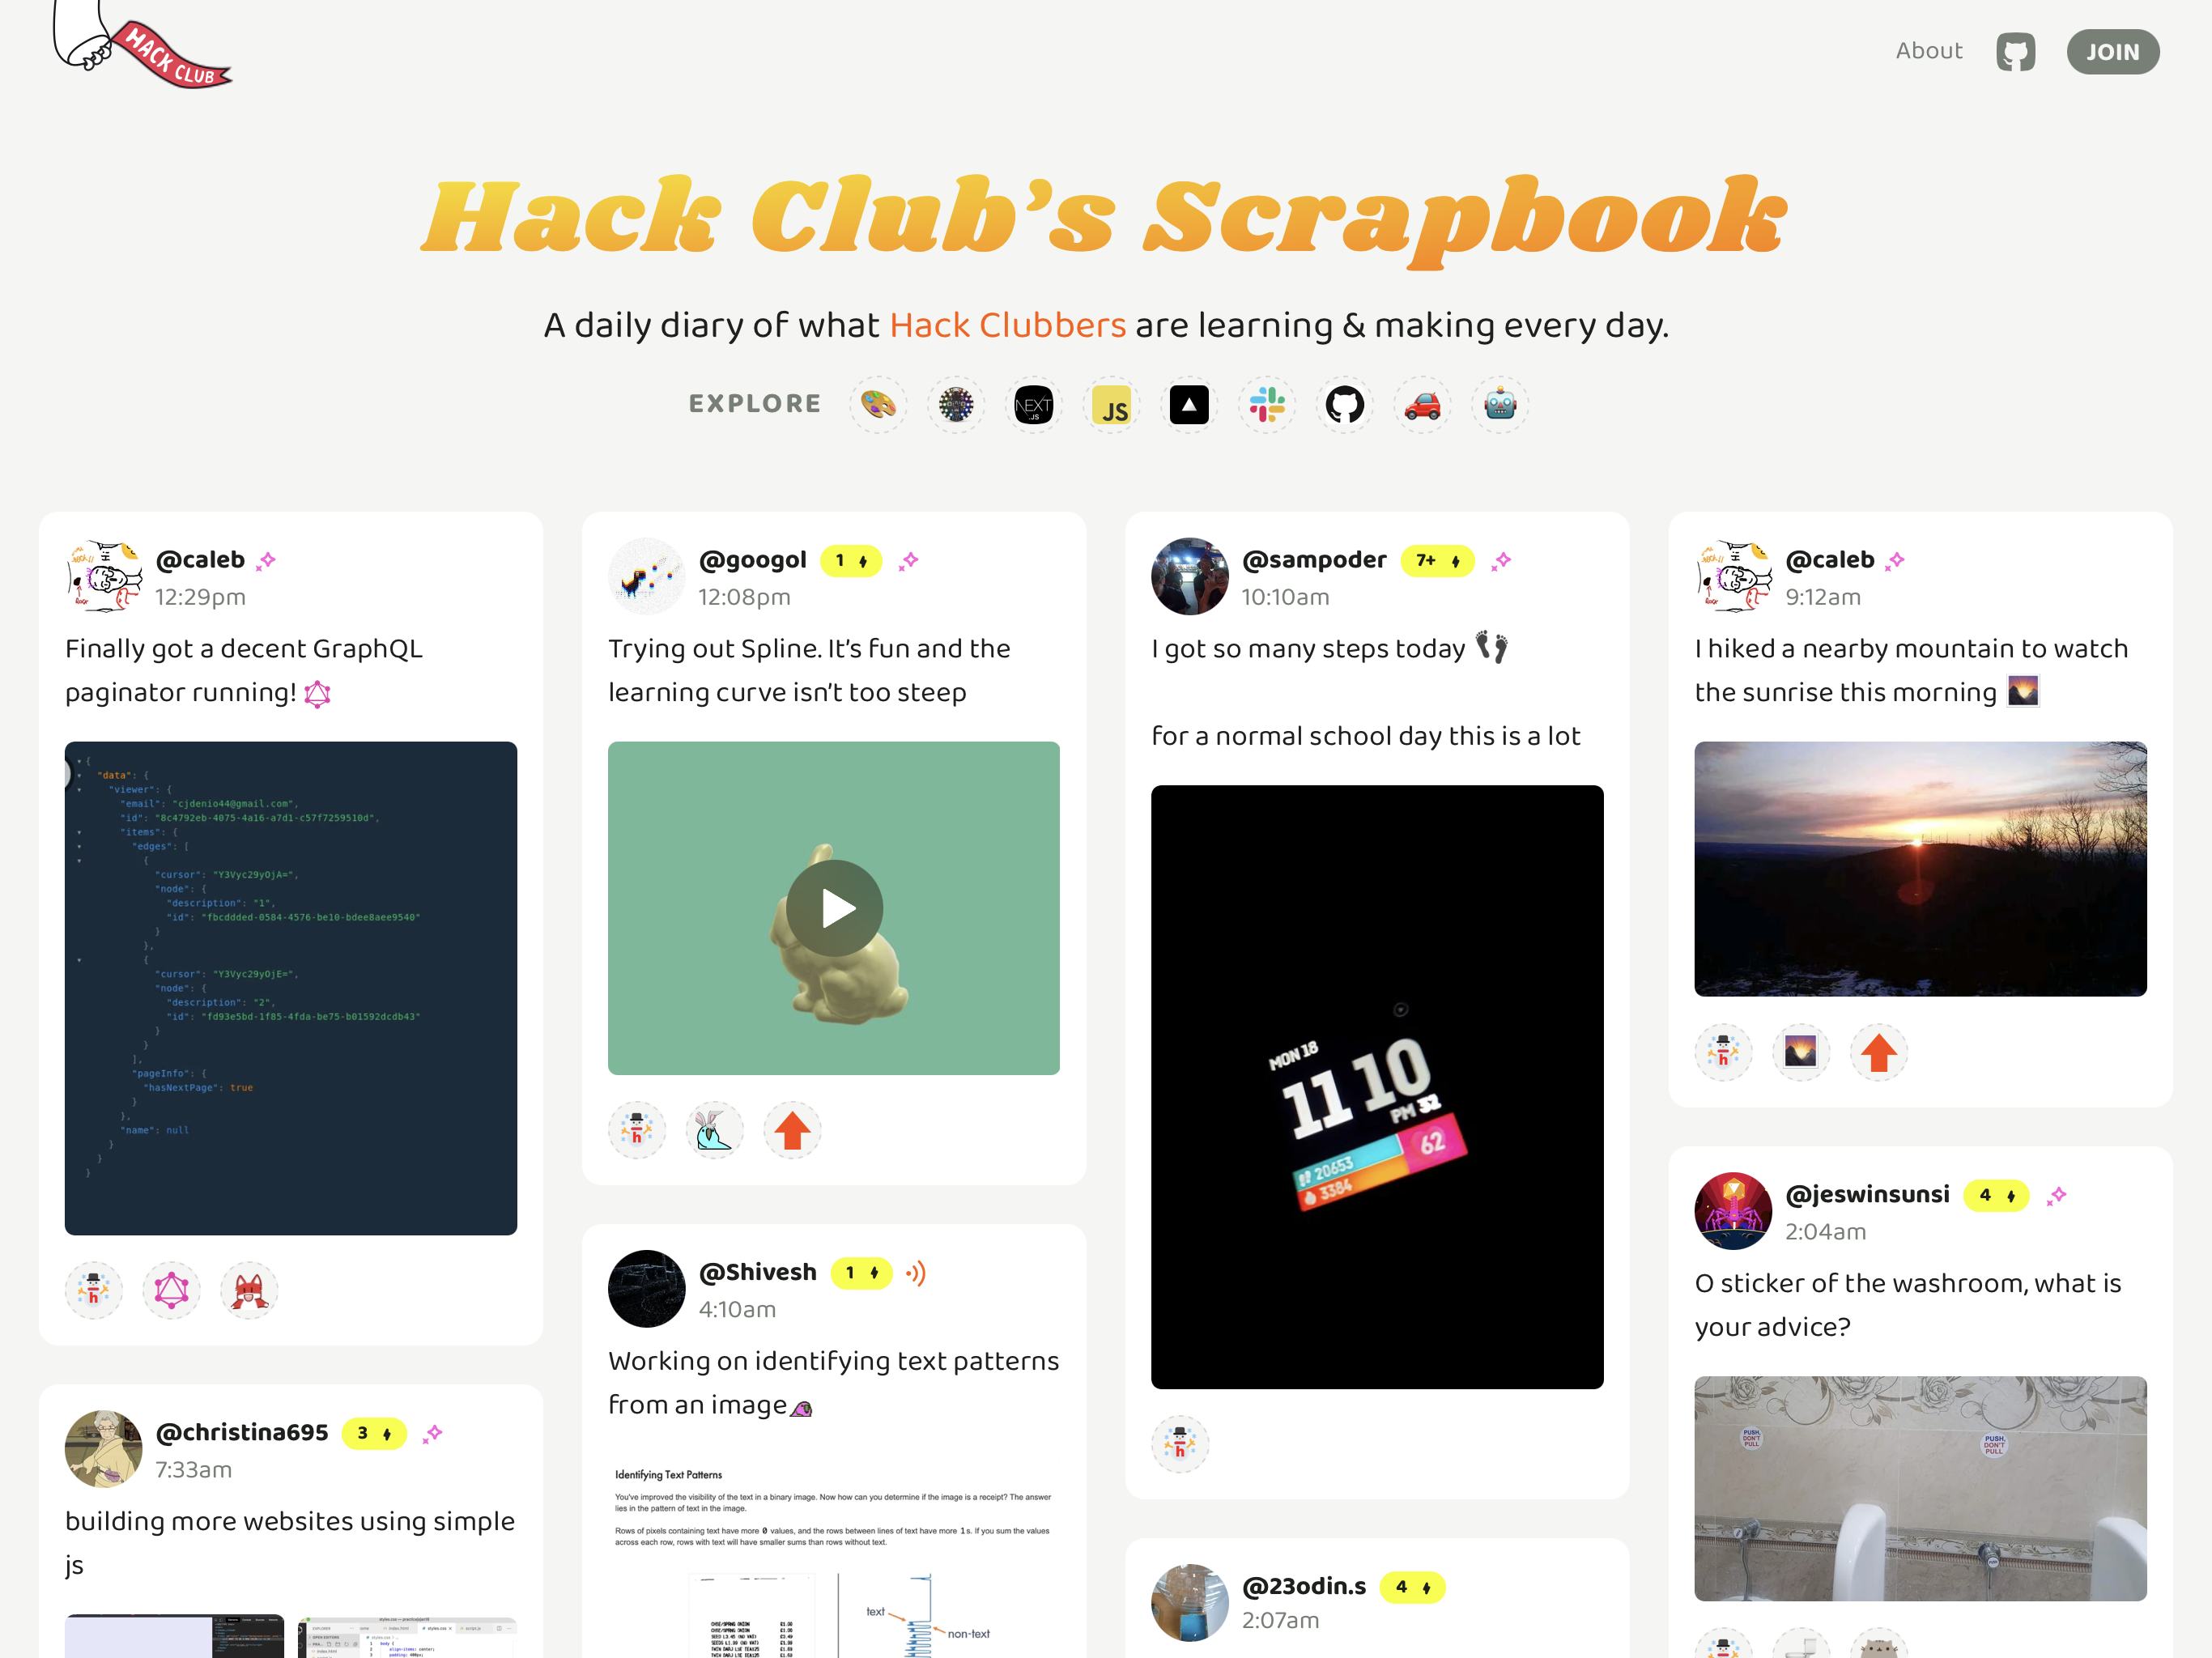 HACK CLUB
About
JOIN
Hack Club's Scrapbook
A daily diary of what Hack Clubbers are learning & making every day.
EXPLORE
NEXT
.JS
JS
@caleb
12:29pm
Finally got a decent GraphQL
paginator running!
{
"data": {
"viewer": {
"email": "cjdenio44@gmail.com",
"id": "8c4792eb-4075-4a16-a7d1-c57f7259510d",
"items": {
"edges": [
{
"cursor": "Y3Vyc29yOjA=",
"node": {
"description": "1",
"id": "fbcddded-0584-4576-be10-bdee8aee9540"
}
},
{
"cursor": "Y3Vyc29yOjE=",
"node": {
"description": "2",
"id": "fd93e5bd-1f85-4fda-be75-b01592dcdb43"
}
}
],
"pageInfo": {
"hasNextPage": true
}
},
"name": null
}
}
}
@christina695 3
7:33am
building more websites using simple
js
@googol 1
12:08pm
Trying out Spline. It's fun and the
learning curve isn't too steep
@Shivesh 1
4:10am
Working on identifying text patterns
from an image
Identifying Text Patterns
You've improved the visibility of the text in a binary image. Now how can you determine if the image is a receipt? The answer
lies in the pattern of text in the image.
Rows of pixels containing text have more 0 values, and the rows between lines of text have more 1s. If you sum the values
across each row, rows with text will have smaller sums than rows without text.
text
non-text
@sampoder 7+
10:10am
I got so many steps today
for a normal school day this is a lot
MON 18
11 10
PM 32
20653
3384
62
@23odin.s 4
2:07am
@caleb
9:12am
I hiked a nearby mountain to watch
the sunrise this morning
@jeswinsunsi 4
2:04am
O sticker of the washroom, what is
your advice?
PUSH,
DON'T
PULL
PUSH,
DON'T
PULL